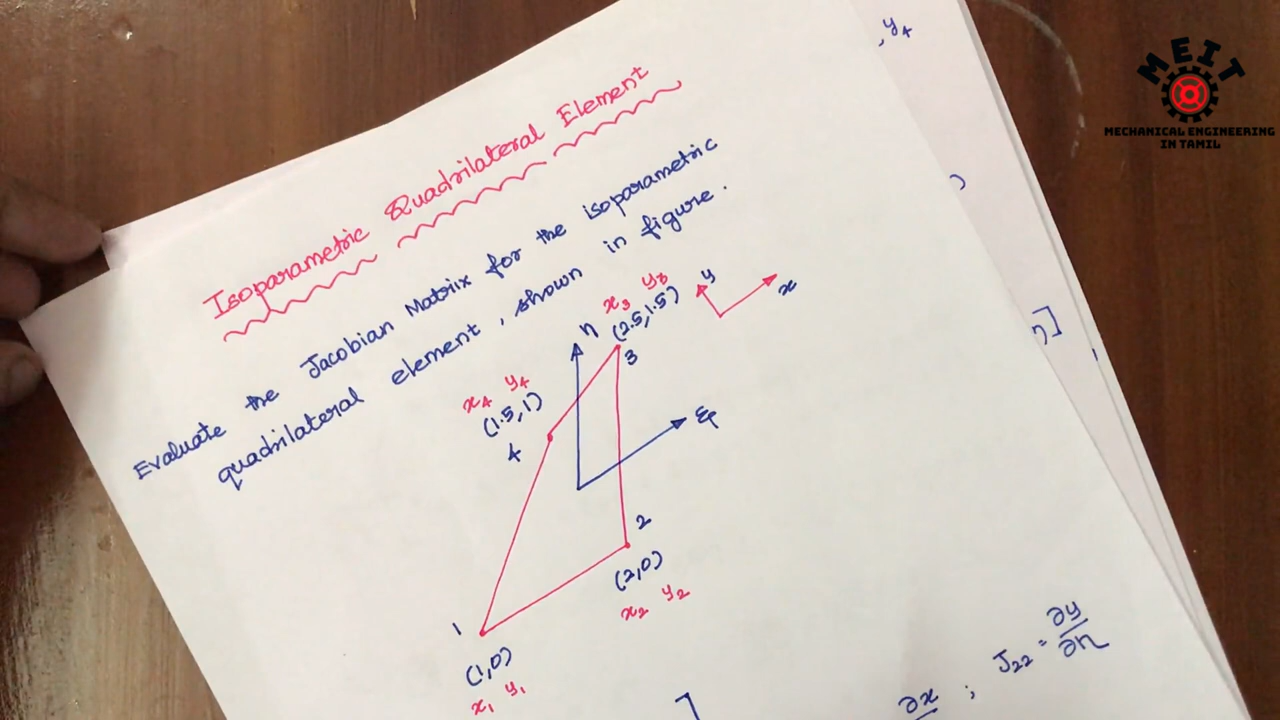 Isoparametric Quadrilateral Element
Evaluate the Jacobian Matrix for the isoparametric
quadrilateral element, shown in figure.
x₃ y₃
(2.5, 1.5)
3
y
x
η
ξ
x₄ y₄
(1.5, 1)
4
2
(2,0)
x₂ y₂
1
(1,0)
x₁ y₁
]
∂x ; J₂₂ = ∂y/∂η
, y₄
)
η]
MEIT
MECHANICAL ENGINEERING
IN TAMIL